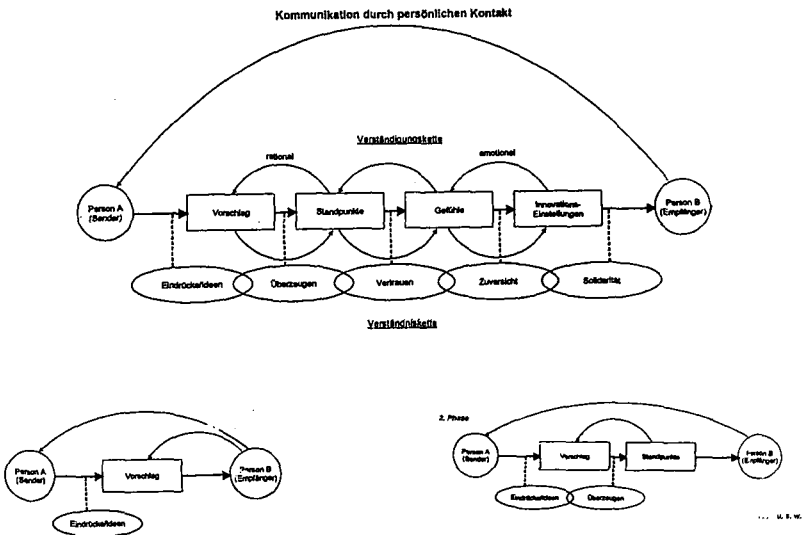 Kommunikation durch persönlichen Kontakt
Verständigungskette
rational
emotional
Person A
(Sender)
Vorschlag
Standpunkte
Gefühle
Innovations-
Einstellungen
Person B
(Empfänger)
Eindrücke/Ideen
Überzeugen
Vertrauen
Zuversicht
Solidarität
Verständniskette
Person A
(Sender)
Vorschlag
Person B
(Empfänger)
Eindrücke/Ideen
2. Phase
Person A
(Sender)
Vorschlag
Standpunkte
Person B
(Empfänger)
Eindrücke/Ideen
Überzeugen
... u. s. w.